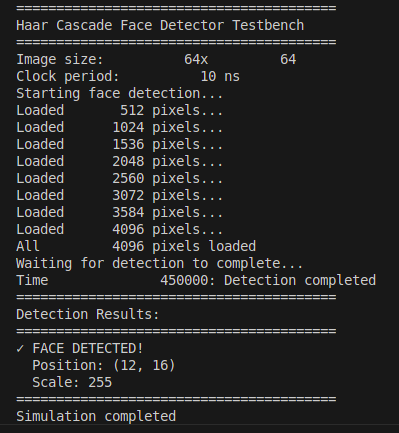 ========================================
Haar Cascade Face Detector Testbench
========================================
Image size:          64x         64
Clock period:          10 ns
Starting face detection...
Loaded       512 pixels...
Loaded      1024 pixels...
Loaded      1536 pixels...
Loaded      2048 pixels...
Loaded      2560 pixels...
Loaded      3072 pixels...
Loaded      3584 pixels...
Loaded      4096 pixels...
All         4096 pixels loaded
Waiting for detection to complete...
Time              450000: Detection completed
========================================
Detection Results:
========================================
✓ FACE DETECTED!
  Position: (12, 16)
  Scale: 255
========================================
Simulation completed